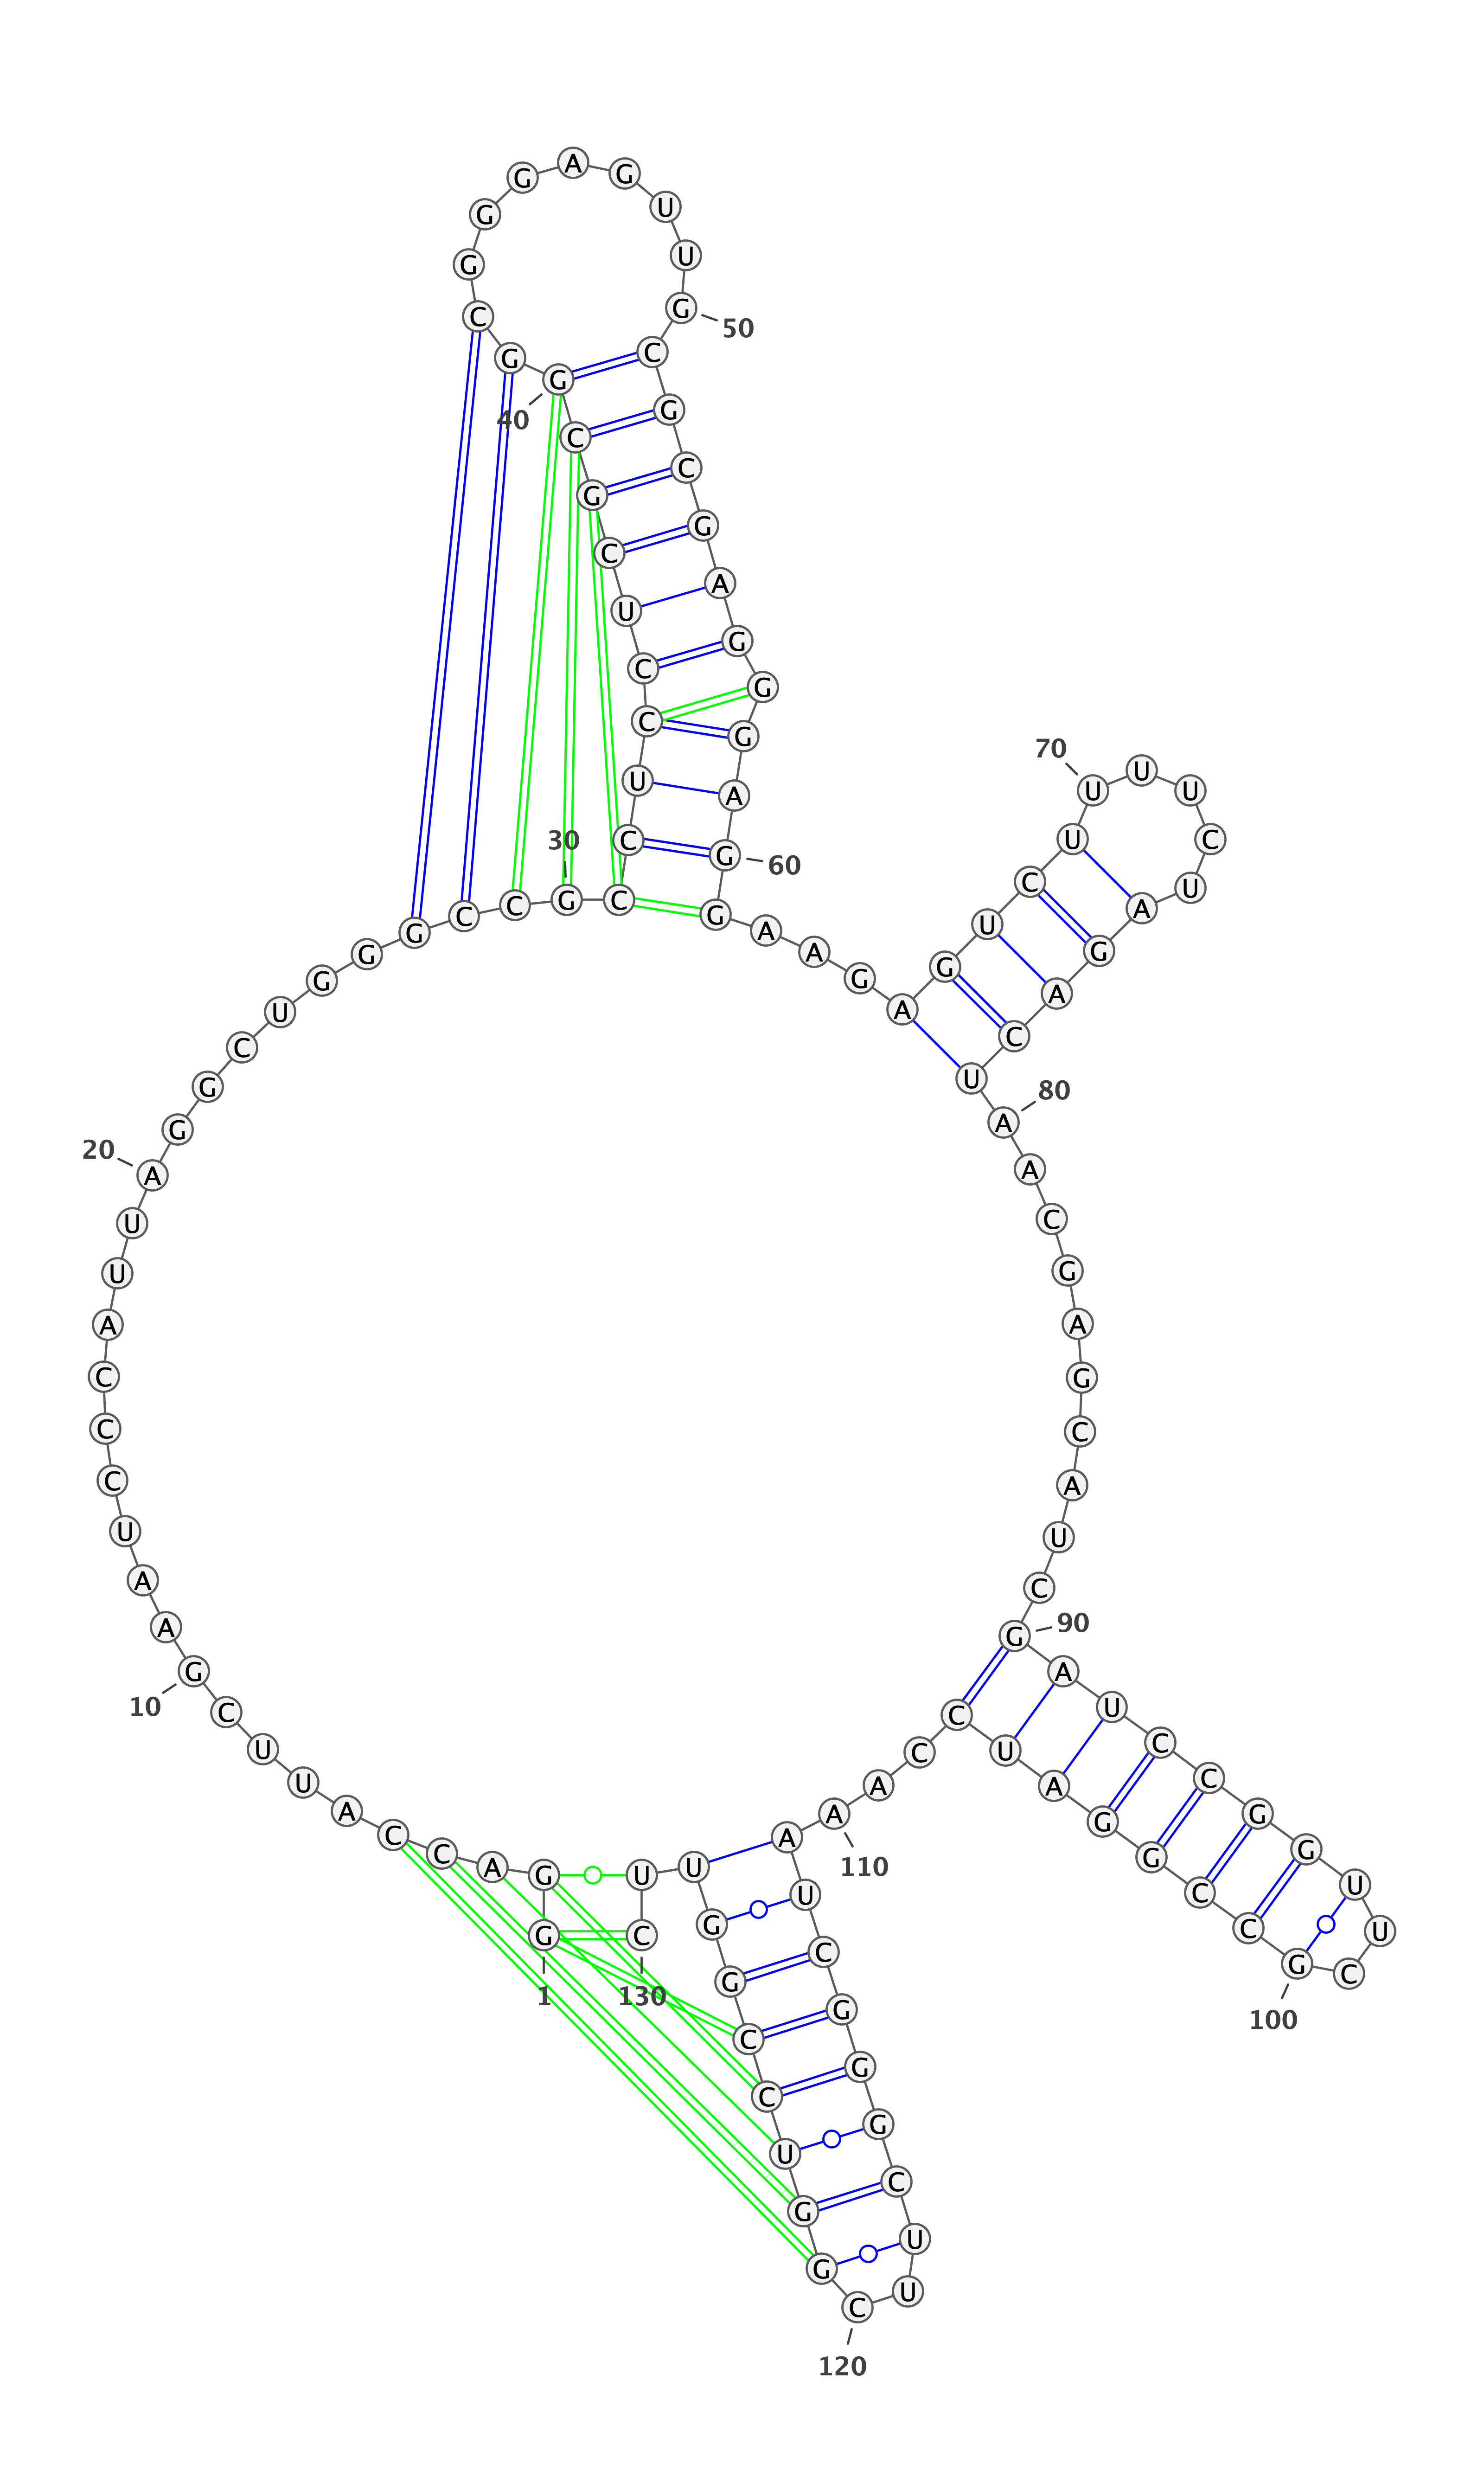 1
G G A C C A U U C G
10
A A U C C C A U U A
20
G G C U G G G C C G
30
C C U C C U C G C G
40
G C G G G A G U U G
50
C G C G A G G G A G
60
G A A G A G U C U U
70
U U C U A G A C U A
80
A C G A G C A U C G
90
A U C C G G U U C G
100
C C G G A U C C A A
110
A U C G G G C U U C
120
G G U C C G G U U C
130